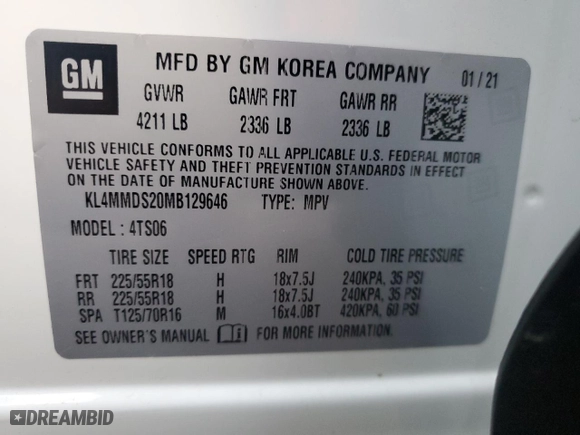 GM
MFD BY GM KOREA COMPANY 01 / 21
GVWR GAWR FRT GAWR RR
4211 LB 2336 LB 2336 LB
THIS VEHICLE CONFORMS TO ALL APPLICABLE U.S. FEDERAL MOTOR
VEHICLE SAFETY AND THEFT PREVENTION STANDARDS IN EFFECT
ON THE DATE OF MANUFACTURE SHOWN ABOVE.
KL4MMDS20MB129646 TYPE: MPV
MODEL : 4TS06
TIRE SIZE SPEED RTG RIM COLD TIRE PRESSURE
FRT 225/55R18 H 18x7.5J 240KPA, 35 PSI
RR 225/55R18 H 18x7.5J 240KPA, 35 PSI
SPA T125/70R16 M 16x4.0BT 420KPA, 60 PSI
SEE OWNER'S MANUAL FOR MORE INFORMATION.
DREAMBID